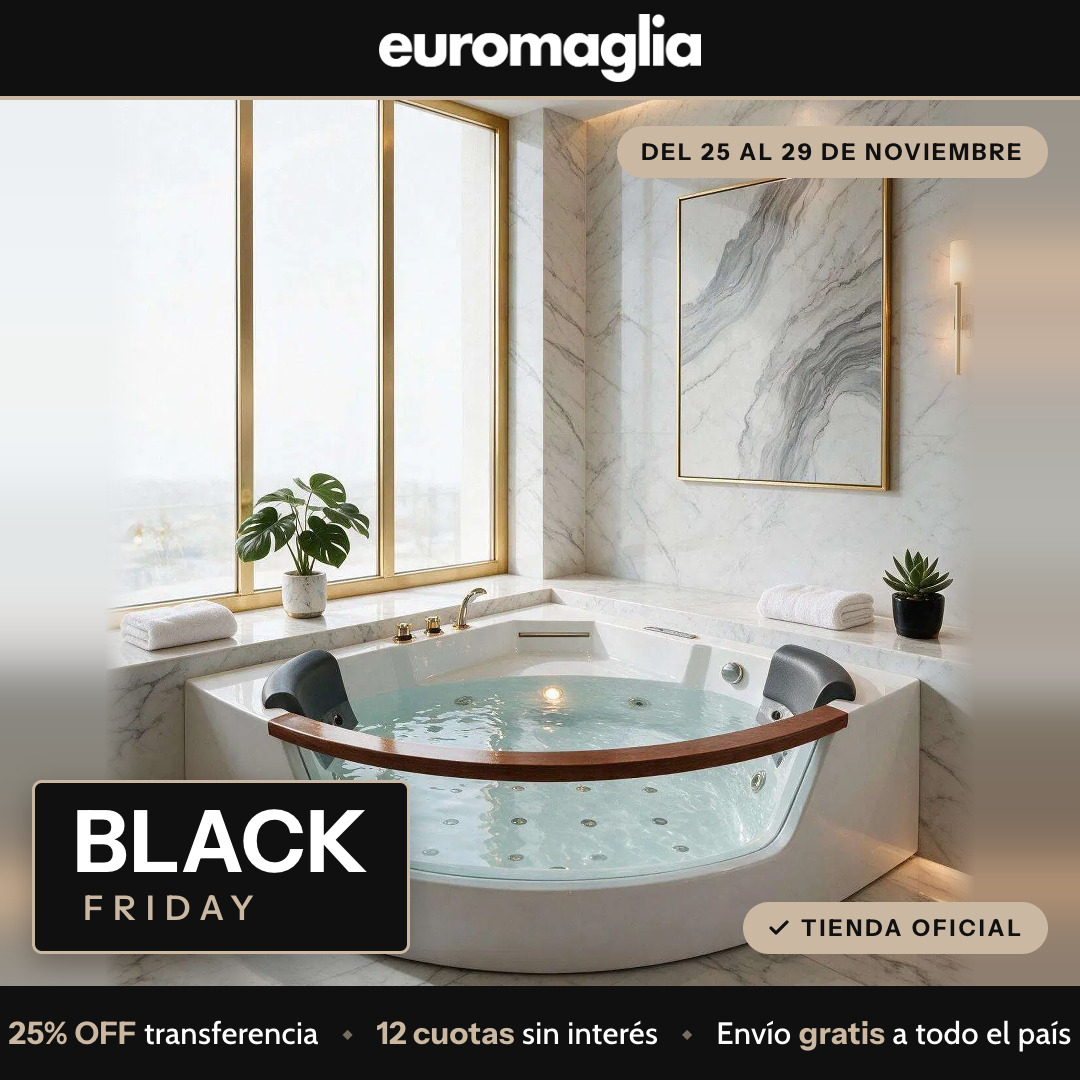 euromaglia
DEL 25 AL 29 DE NOVIEMBRE
BLACK
FRIDAY
✓ TIENDA OFICIAL
25% OFF transferencia ◆ 12 cuotas sin interés ◆ Envío gratis a todo el país